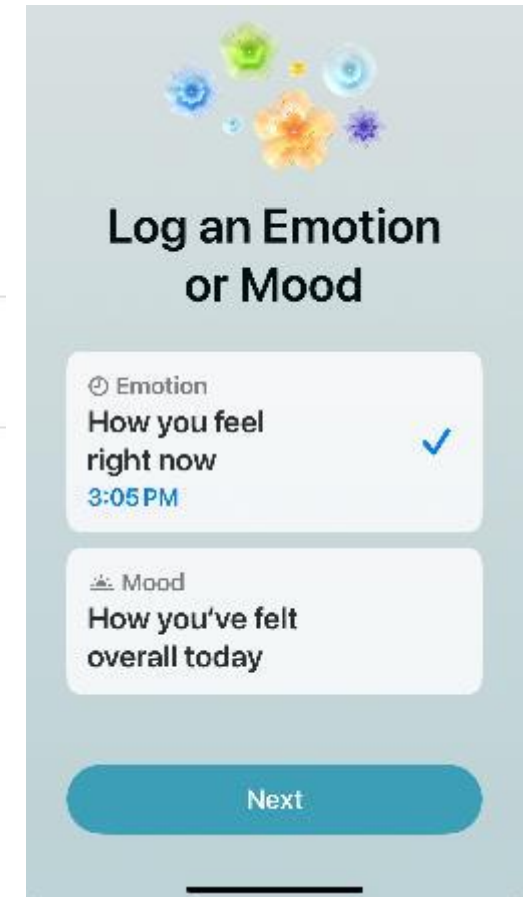 Log an Emotion
or Mood
Emotion
How you feel
right now
3:05 PM
Mood
How you've felt
overall today
Next